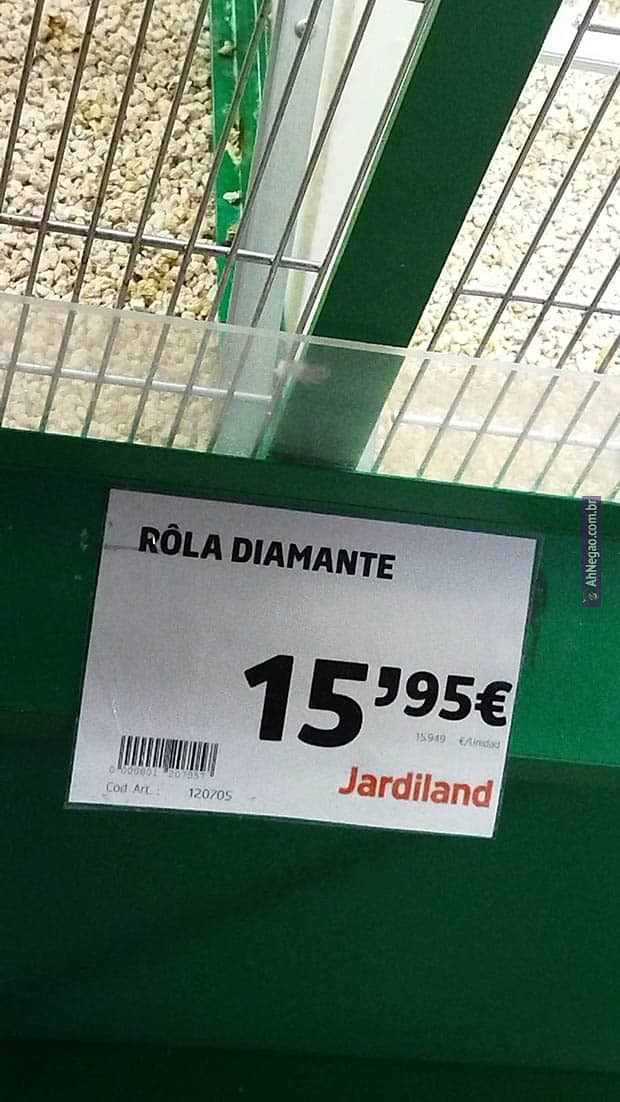 RÔLA DIAMANTE
15'95€
15.949 €/Unidad
Jardiland
Cod. Art. : 120705
AhNegao.com.br